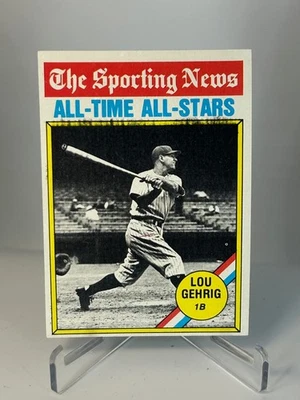 The Sporting News
ALL-TIME ALL-STARS
LOU
GEHRIG
1B